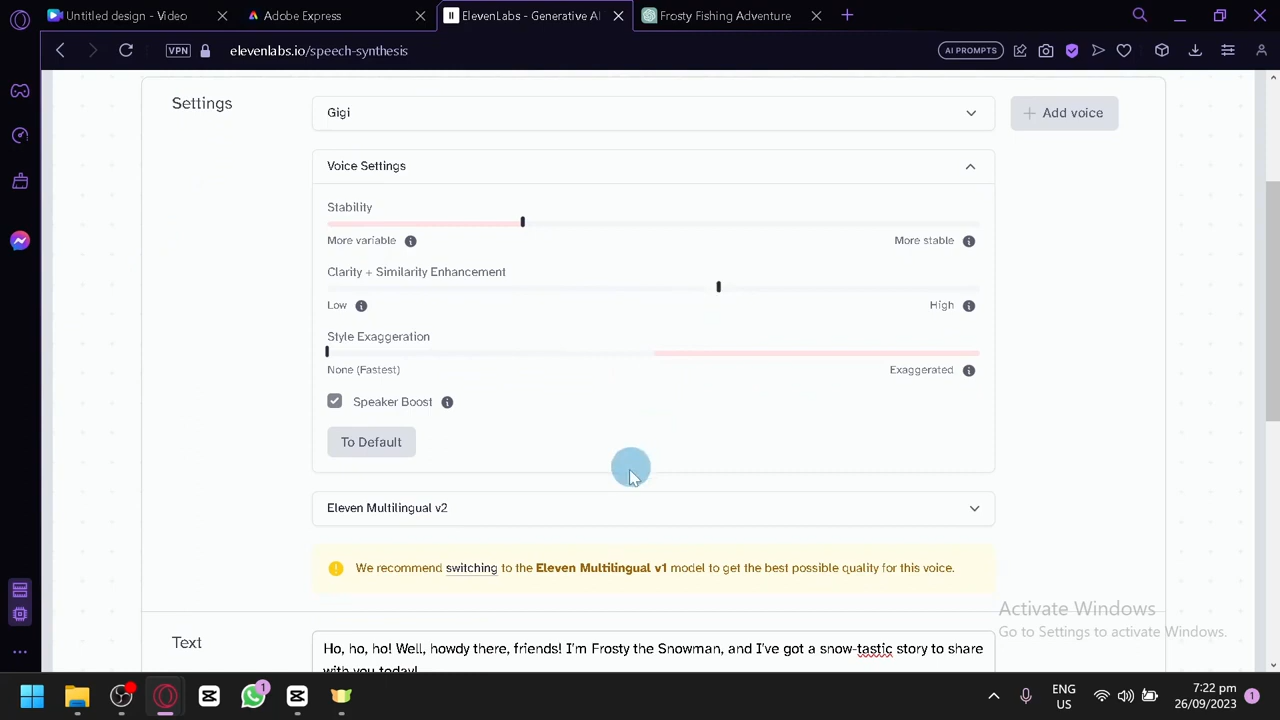 Untitled design - Video
Adobe Express
ElevenLabs - Generative AI
Frosty Fishing Adventure
VPN
elevenlabs.io/speech-synthesis
AI PROMPTS
Settings
Gigi
Add voice
Voice Settings
Stability
More variable
More stable
Clarity + Similarity Enhancement
Low
High
Style Exaggeration
None (Fastest)
Exaggerated
Speaker Boost
To Default
Eleven Multilingual v2
We recommend switching to the Eleven Multilingual v1 model to get the best possible quality for this voice.
Activate Windows
Go to Settings to activate Windows.
Text
Ho, ho, ho! Well, howdy there, friends! I'm Frosty the Snowman, and I've got a snow-tastic story to share
with you today!
1
ENG
US
7:22 pm
26/09/2023
1